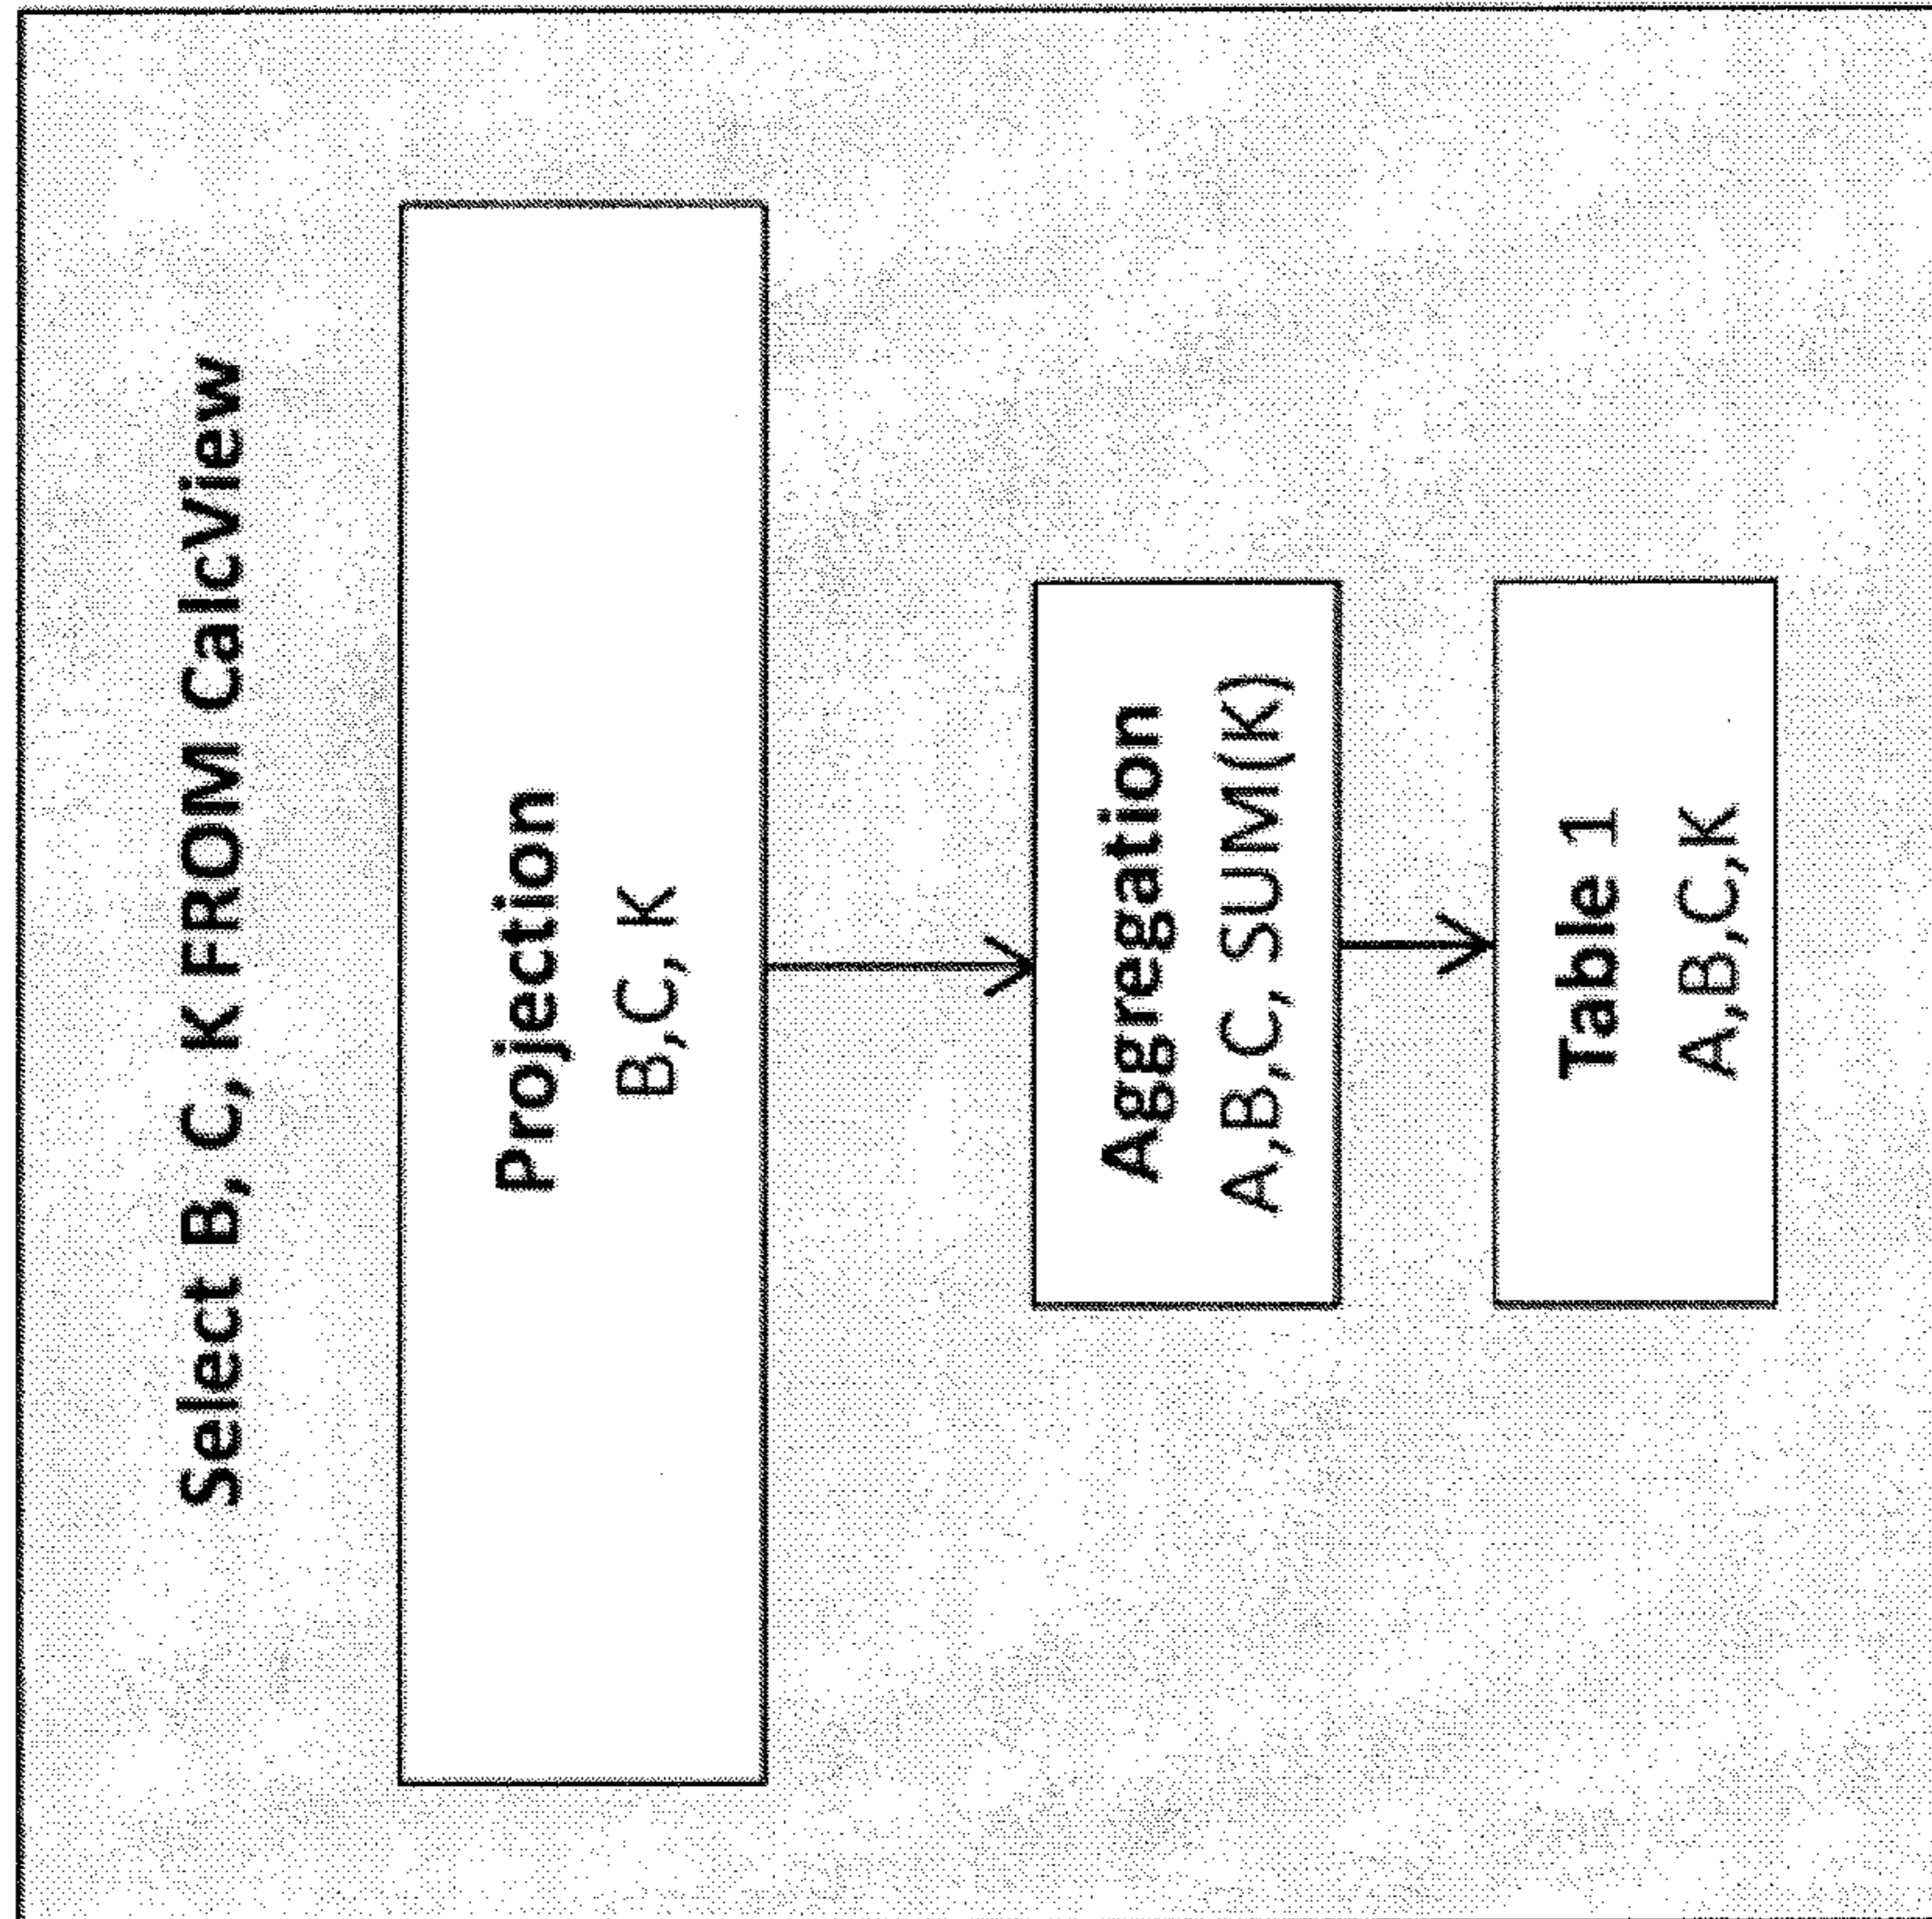 Select B, C, K FROM CalcView
Projection
B,C, K
Aggregation
A,B,C, SUM(K)
Table 1
A,B,C,K